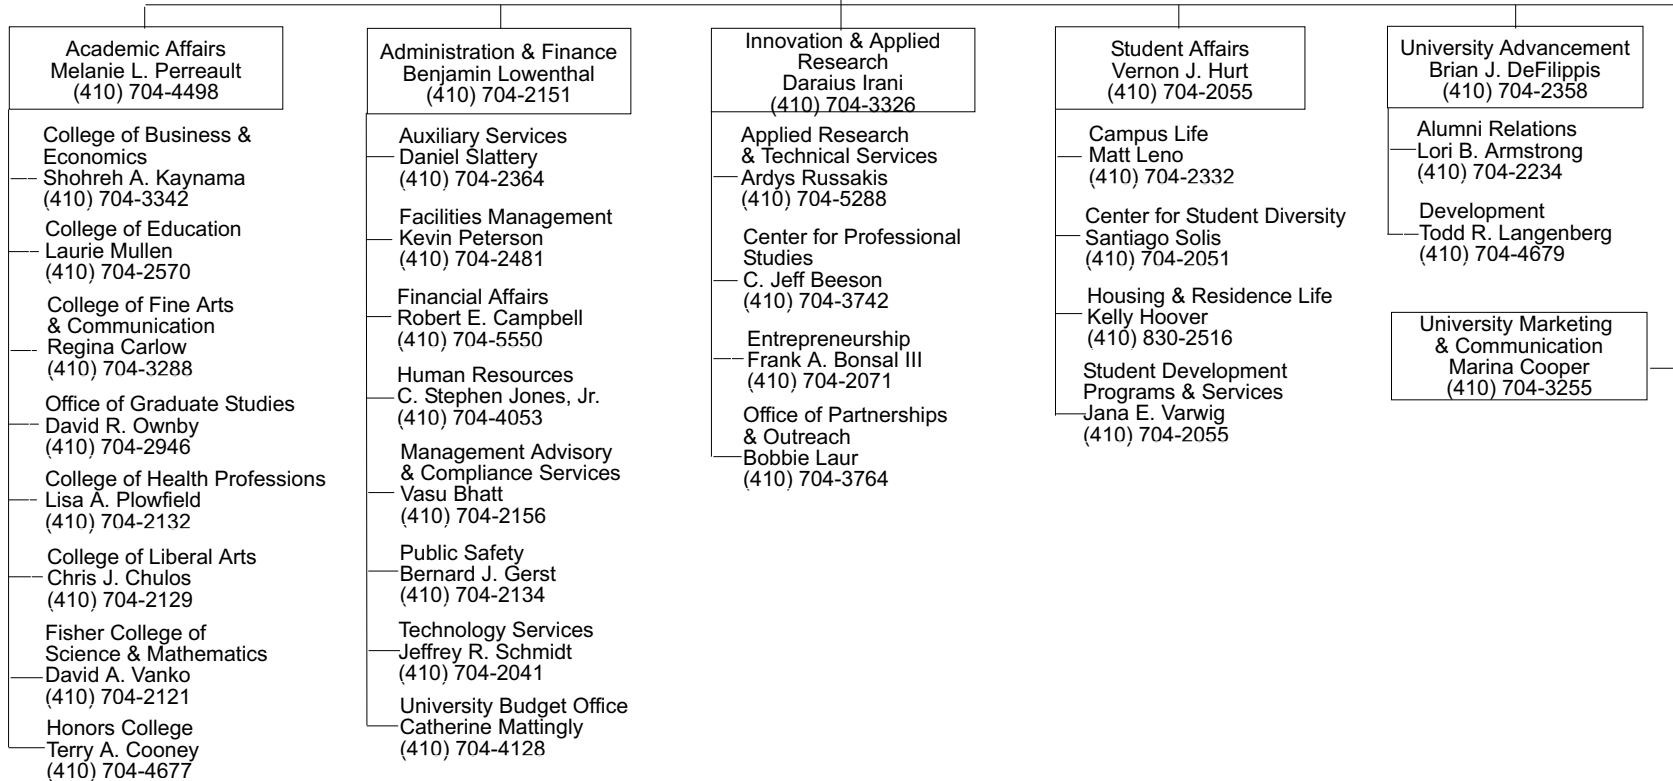 Academic Affairs
Melanie L. Perreault
(410) 704-4498
College of Business &
Economics
Shohreh A. Kaynama
(410) 704-3342
College of Education
Laurie Mullen
(410) 704-2570
College of Fine Arts
& Communication
Regina Carlow
(410) 704-3288
Office of Graduate Studies
David R. Ownby
(410) 704-2946
College of Health Professions
Lisa A. Plowfield
(410) 704-2132
College of Liberal Arts
Chris J. Chulos
(410) 704-2129
Fisher College of
Science & Mathematics
David A. Vanko
(410) 704-2121
Honors College
Terry A. Cooney
(410) 704-4677
Administration & Finance
Benjamin Lowenthal
(410) 704-2151
Auxiliary Services
Daniel Slattery
(410) 704-2364
Facilities Management
Kevin Peterson
(410) 704-2481
Financial Affairs
Robert E. Campbell
(410) 704-5550
Human Resources
C. Stephen Jones, Jr.
(410) 704-4053
Management Advisory
& Compliance Services
Vasu Bhatt
(410) 704-2156
Public Safety
Bernard J. Gerst
(410) 704-2134
Technology Services
Jeffrey R. Schmidt
(410) 704-2041
University Budget Office
Catherine Mattingly
(410) 704-4128
Innovation & Applied
Research
Daraius Irani
(410) 704-3326
Applied Research
& Technical Services
Ardys Russakis
(410) 704-5288
Center for Professional
Studies
C. Jeff Beeson
(410) 704-3742
Entrepreneurship
Frank A. Bonsal III
(410) 704-2071
Office of Partnerships
& Outreach
Bobbie Laur
(410) 704-3764
Student Affairs
Vernon J. Hurt
(410) 704-2055
Campus Life
Matt Leno
(410) 704-2332
Center for Student Diversity
Santiago Solis
(410) 704-2051
Housing & Residence Life
Kelly Hoover
(410) 830-2516
Student Development
Programs & Services
Jana E. Varwig
(410) 704-2055
University Advancement
Brian J. DeFilippis
(410) 704-2358
Alumni Relations
Lori B. Armstrong
(410) 704-2234
Development
Todd R. Langenberg
(410) 704-4679
University Marketing
& Communication
Marina Cooper
(410) 704-3255